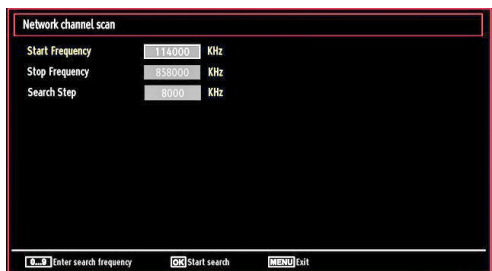 Network channel scan
Start Frequency 114000 KHz
Stop Frequency 858000 KHz
Search Step 8000 KHz
0...9 Enter search frequency OK Start search MENU Exit